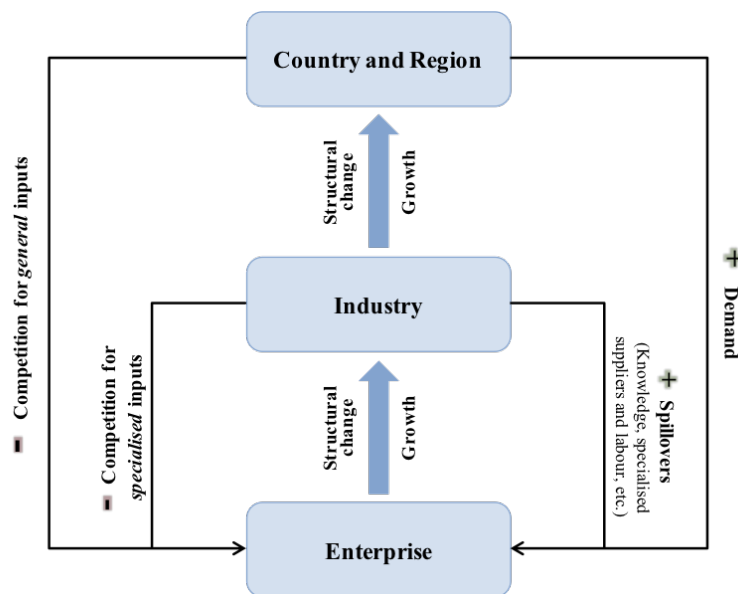 Country and Region
Structural
change
Growth
Industry
Structural
change
Growth
Enterprise
- Competition for general inputs
- Competition for
specialised inputs
+ Spillovers
(Knowledge, specialised
suppliers and labour, etc.)
+ Demand